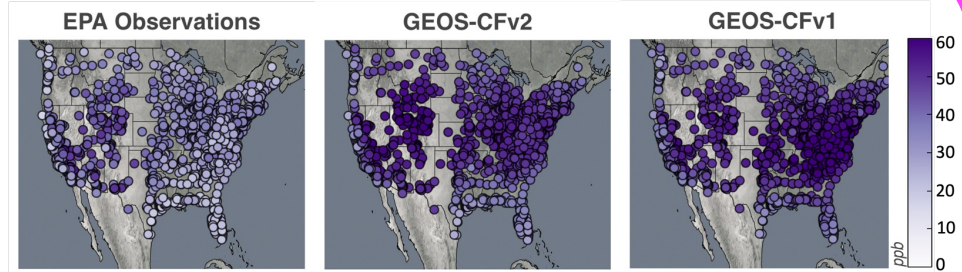 EPA Observations
GEOS-CFv2
GEOS-CFv1
60
50
40
30
20
10
0
ppb